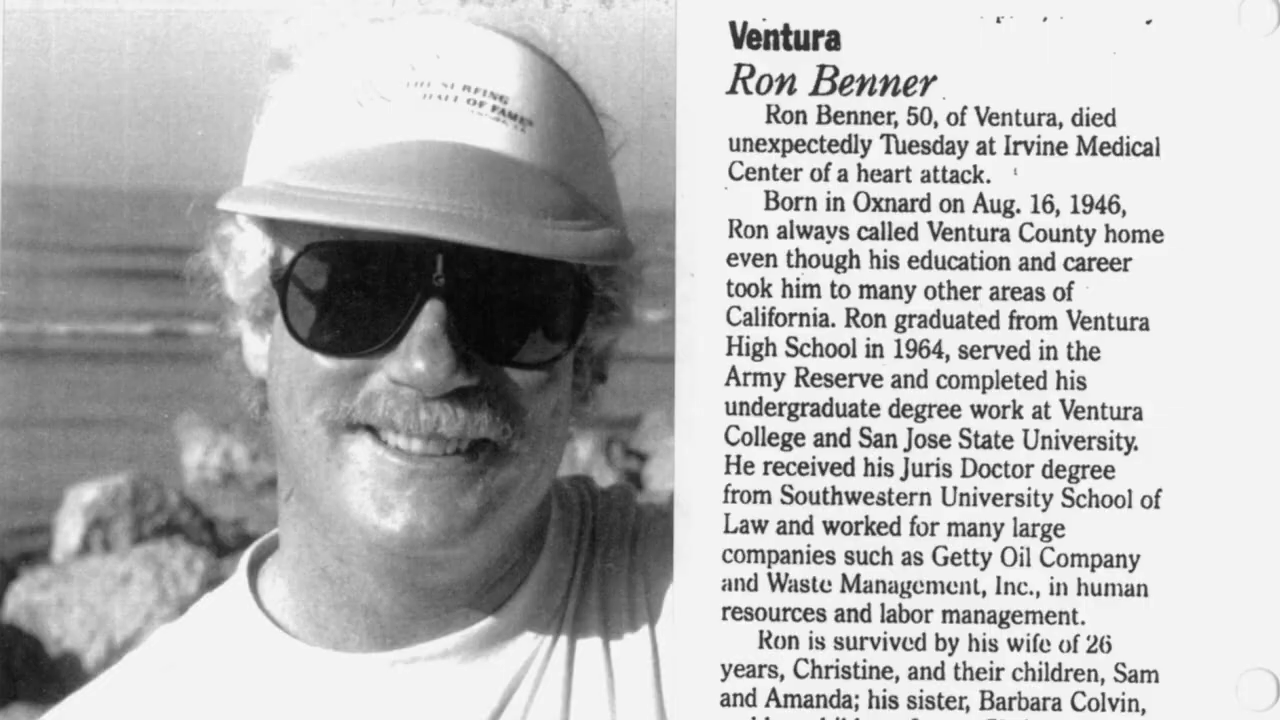 THE SURFING
HALL OF FAME
Ventura
Ron Benner
Ron Benner, 50, of Ventura, died
unexpectedly Tuesday at Irvine Medical
Center of a heart attack.
Born in Oxnard on Aug. 16, 1946,
Ron always called Ventura County home
even though his education and career
took him to many other areas of
California. Ron graduated from Ventura
High School in 1964, served in the
Army Reserve and completed his
undergraduate degree work at Ventura
College and San Jose State University.
He received his Juris Doctor degree
from Southwestern University School of
Law and worked for many large
companies such as Getty Oil Company
and Waste Management, Inc., in human
resources and labor management.
Ron is survived by his wife of 26
years, Christine, and their children, Sam
and Amanda; his sister, Barbara Colvin,